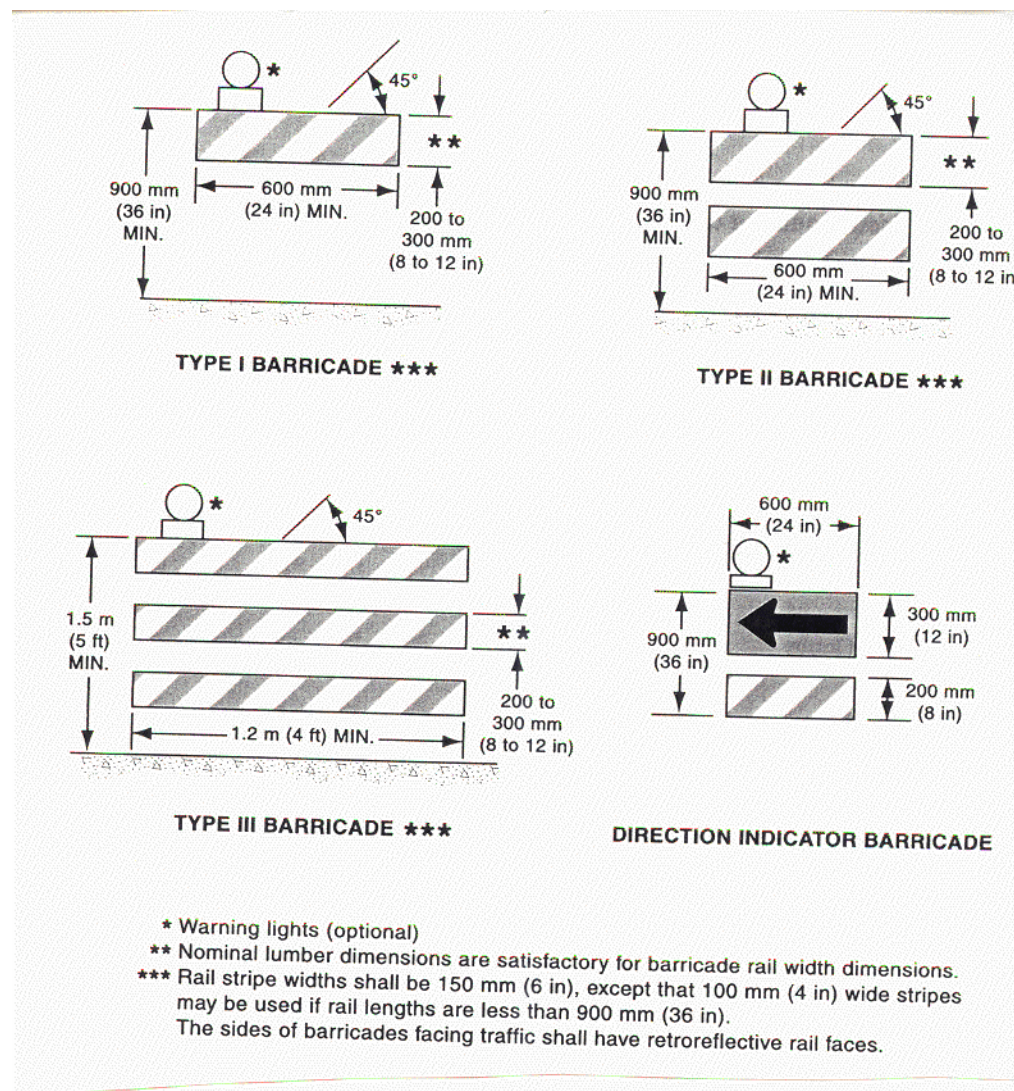 *
45°
**
900 mm
(36 in)
MIN.
600 mm
(24 in) MIN.
200 to
300 mm
(8 to 12 in)
TYPE I BARRICADE ***
*
45°
**
900 mm
(36 in)
MIN.
600 mm
(24 in) MIN.
200 to
300 mm
(8 to 12 in
TYPE II BARRICADE ***
*
45°
**
1.5 m
(5 ft)
MIN.
1.2 m (4 ft) MIN.
200 to
300 mm
(8 to 12 in)
TYPE III BARRICADE ***
600 mm
(24 in)
*
900 mm
(36 in)
300 mm
(12 in)
200 mm
(8 in)
DIRECTION INDICATOR BARRICADE
* Warning lights (optional)
** Nominal lumber dimensions are satisfactory for barricade rail width dimensions.
*** Rail stripe widths shall be 150 mm (6 in), except that 100 mm (4 in) wide stripes
may be used if rail lengths are less than 900 mm (36 in).
The sides of barricades facing traffic shall have retroreflective rail faces.